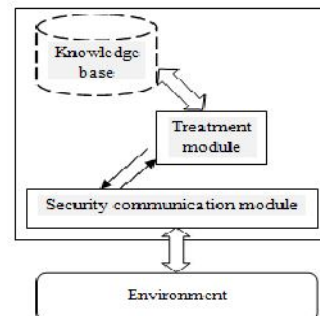 Knowledge
base
Treatment
module
Security communication module
Environment